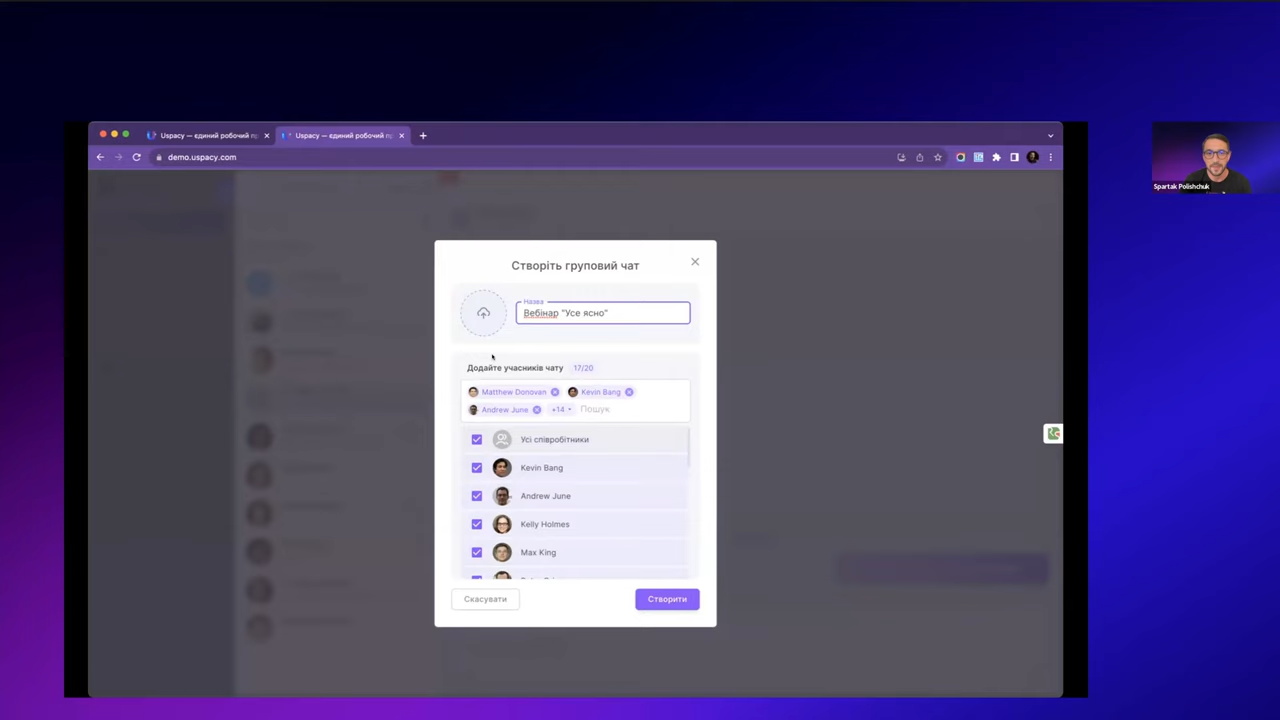 Uspacy — єдиний робочий пр
Uspacy — єдиний робочий пр
demo.uspacy.com
Spartak Polishchuk
Створіть груповий чат
Назва
Вебінар "Усе ясно"
Додайте учасників чату 17/20
Matthew Donovan Kevin Bang
Andrew June +14 Пошук
Усі співробітники
Kevin Bang
Andrew June
Kelly Holmes
Max King
Скасувати Створити